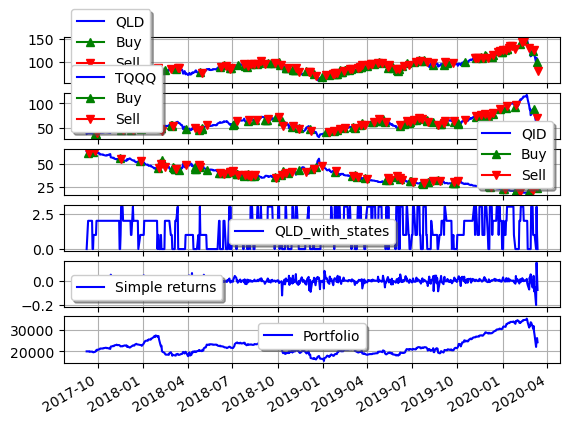 QLD
Buy
Sell
150
100
TQQQ
Buy
Sell
100
50
QID
Buy
Sell
50
25
2.5
0.0
QLD_with_states
0.0
−0.2
Simple returns
30000
20000
Portfolio
2017-10
2018-01
2018-04
2018-07
2018-10
2019-01
2019-04
2019-07
2019-10
2020-01
2020-04